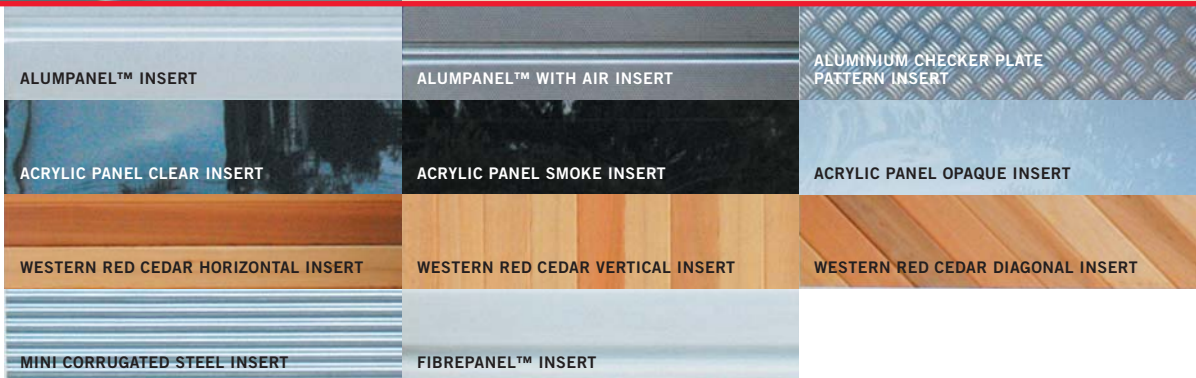 ALUMPANEL™ INSERT
ALUMPANEL™ WITH AIR INSERT
ALUMINIUM CHECKER PLATE
PATTERN INSERT
ACRYLIC PANEL CLEAR INSERT
ACRYLIC PANEL SMOKE INSERT
ACRYLIC PANEL OPAQUE INSERT
WESTERN RED CEDAR HORIZONTAL INSERT
WESTERN RED CEDAR VERTICAL INSERT
WESTERN RED CEDAR DIAGONAL INSERT
MINI CORRUGATED STEEL INSERT
FIBREPANEL™ INSERT